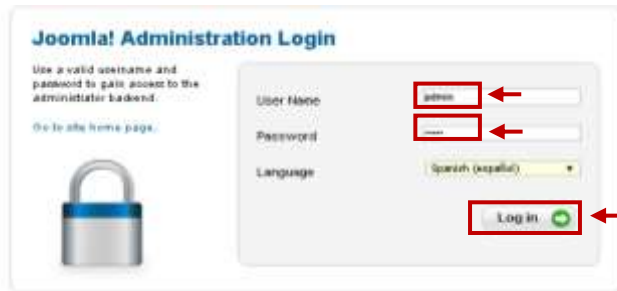 Joomla! Administration Login
Use a valid username and
password to gain access to the
administrator backend.
Go to site home page.
User Name
admin
Password
Language
Spanish (español)
Log in